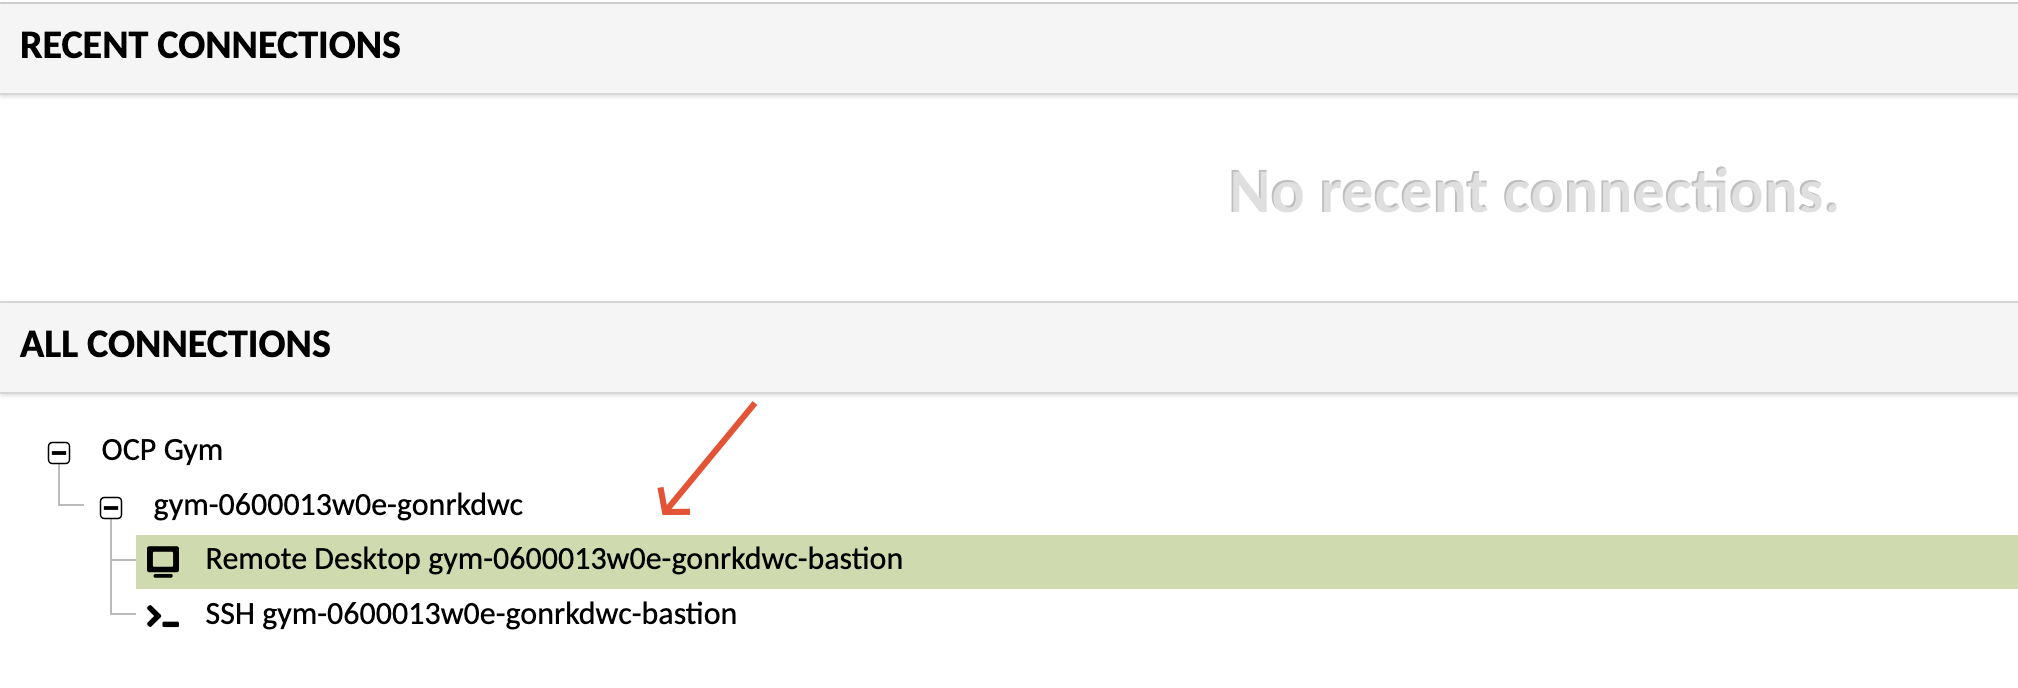 RECENT CONNECTIONS
No recent connections.
ALL CONNECTIONS
OCP Gym
gym-0600013w0e-gonrkdwc
Remote Desktop gym-0600013w0e-gonrkdwc-bastion
SSH gym-0600013w0e-gonrkdwc-bastion